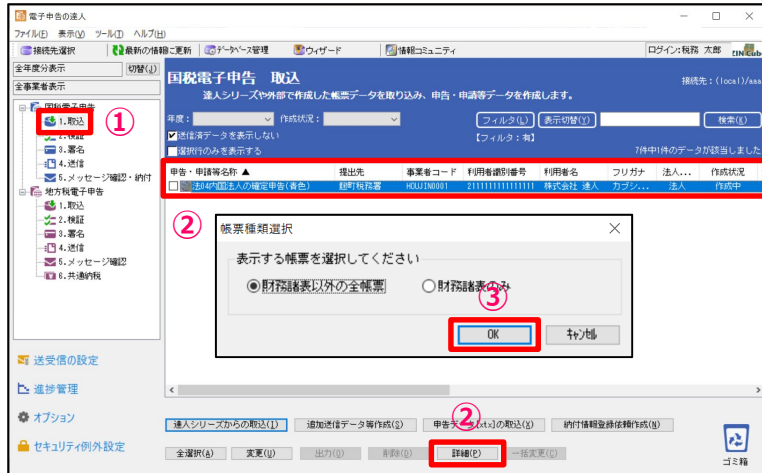 電子申告の達人
ファイル(F) 表示(V) ツール(T) ヘルプ(H)
接続先選択 最新の情報に更新 データベース管理 ウィザード 情報コミュニティ ログイン:税務 太郎
全年度分表示 切替(J)
全事業者表示
国税電子申告
1.取込
2.検証
3.署名
4.送信
5.メッセージ確認・納付
地方税電子申告
1.取込
2.検証
3.署名
4.送信
5.メッセージ確認
6.共通納税
①
送受信の設定
進捗管理
オプション
セキュリティ例外設定
国税電子申告 取込
接続先:(local)/aaa
達人シリーズや外部で作成した帳票データを取り込み、申告・申請等データを作成します。
年度: 作成状況: フィルタ(L) 表示切替(Y) 検索(K)
送信済データを表示しない 【フィルタ:有】
選択行のみを表示する 7件中1件のデータが該当しました
申告・申請等名称 ▲ 提出先 事業者コード 利用者識別番号 利用者名 フリガナ 法人... 作成状況
法04内国法人の確定申告(青色) 麹町税務署 HOUJIN0001 2111111111111111 株式会社 達人 カブシ... 法人 作成中
②
帳票種類選択
表示する帳票を選択してください
財務諸表以外の全帳票 財務諸表のみ
③
OK キャンセル
②
達人シリーズからの取込(I) 追加送信データ等作成(S) 申告データ(xtx)の取込(X) 納付情報登録依頼作成(N)
全選択(A) 変更(U) 出力(O) 削除(D) 詳細(P) 一括変更(C)
ゴミ箱